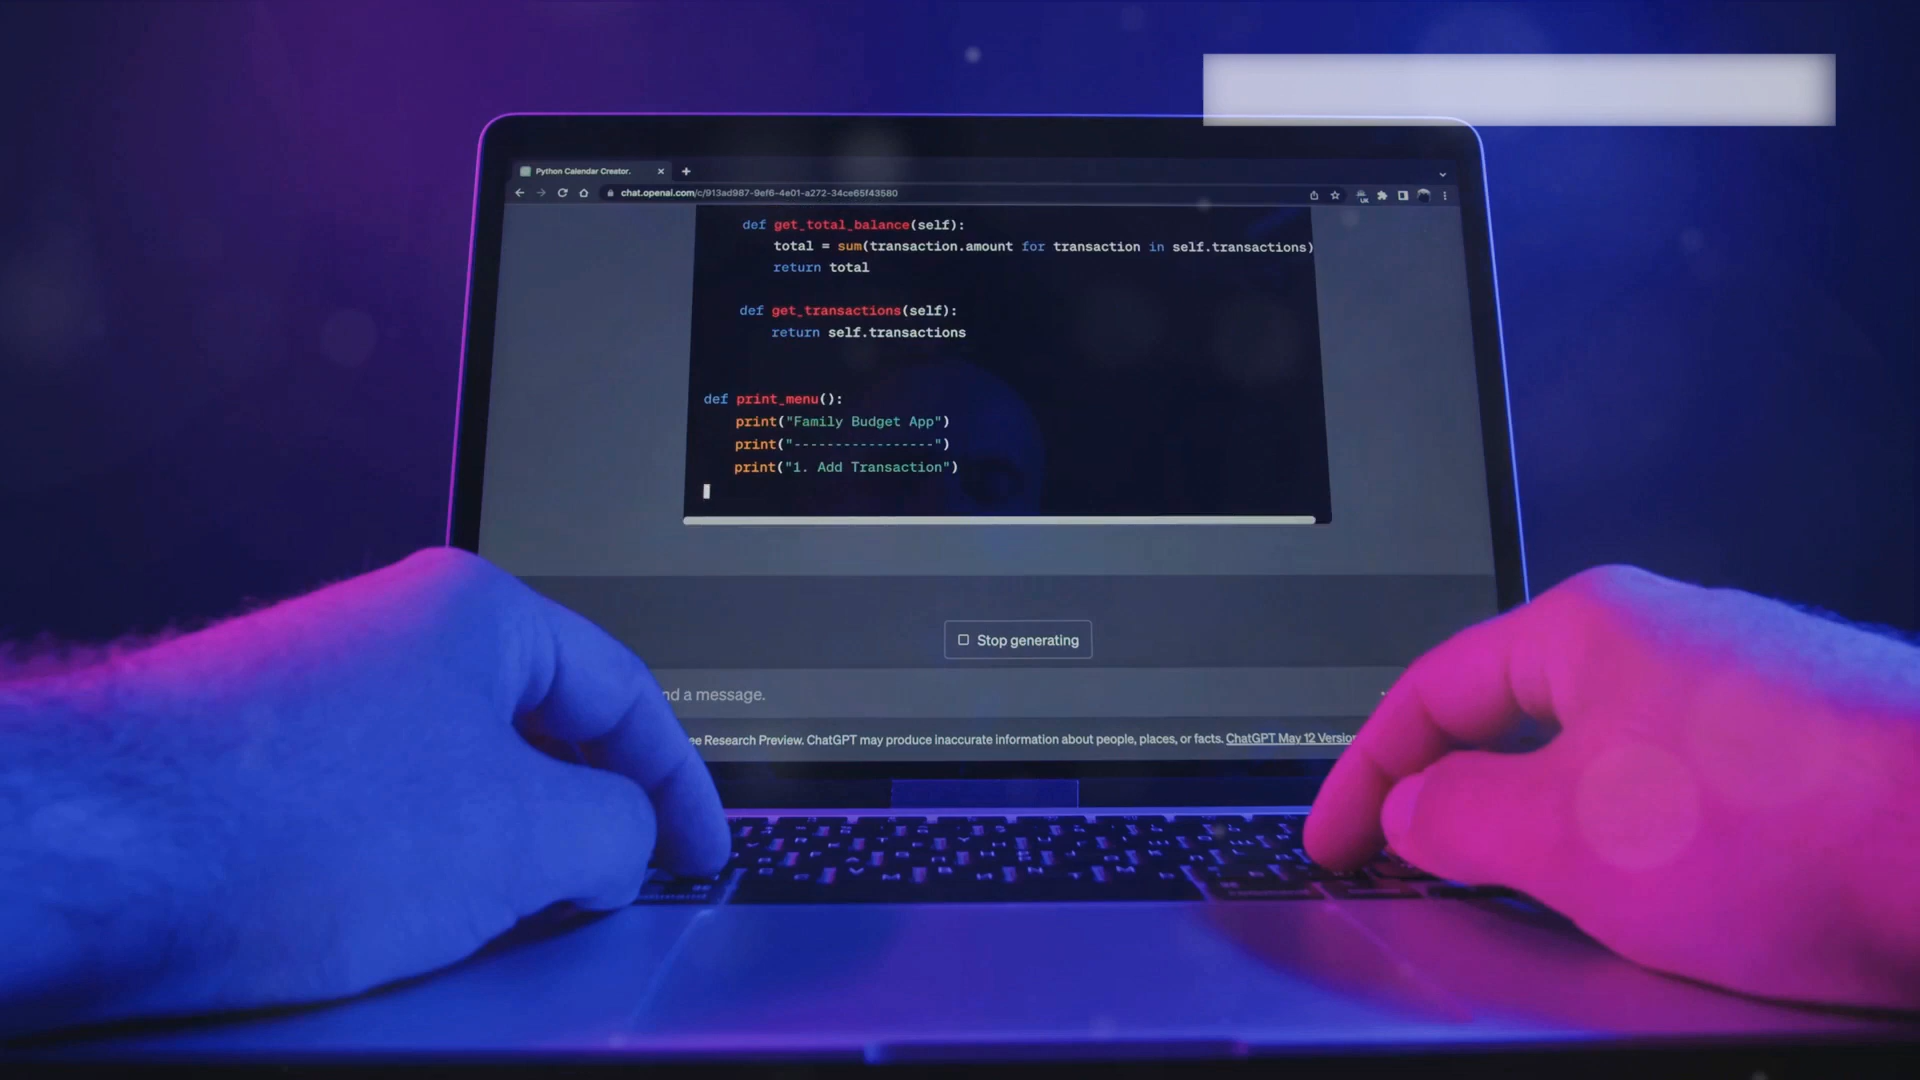 Python Calendar Creator.
chat.openai.com/c/913ad987-9ef6-4e01-a272-34ce65f43580
UK
def get_total_balance(self):
total = sum(transaction.amount for transaction in self.transactions)
return total
def get_transactions(self):
return self.transactions
def print_menu():
print("Family Budget App")
print("-----------------")
print("1. Add Transaction")
Stop generating
a message.
Research Preview. ChatGPT may produce inaccurate information about people, places, or facts. ChatGPT May 12 Version